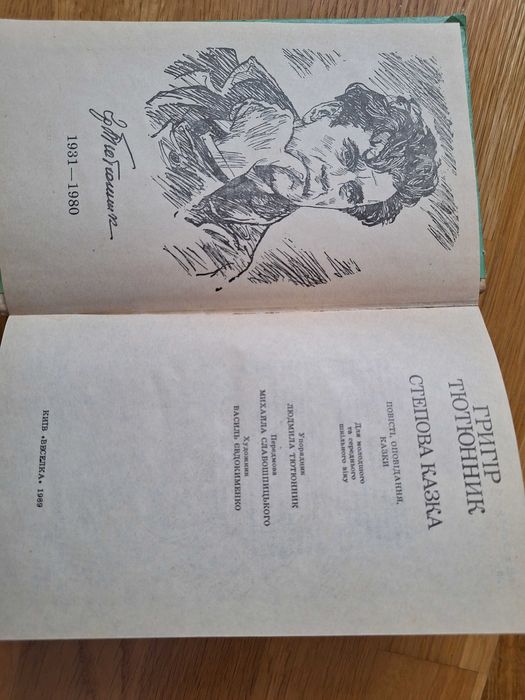 1931—1980
ГРИГІР
ТЮТЮННИК
СТЕПОВА КАЗКА
ПОВІСТІ, ОПОВІДАННЯ,
КАЗКИ
Для молодшого
та середнього
шкільного віку
Упорядник
ЛЮДМИЛА ТЮТЮННИК
Передмова
МИХАЙЛА СЛАБОШПИЦЬКОГО
Художник
ВАСИЛЬ ЄВДОКИМЕНКО
КИЇВ «ВЕСЕЛКА» 1989